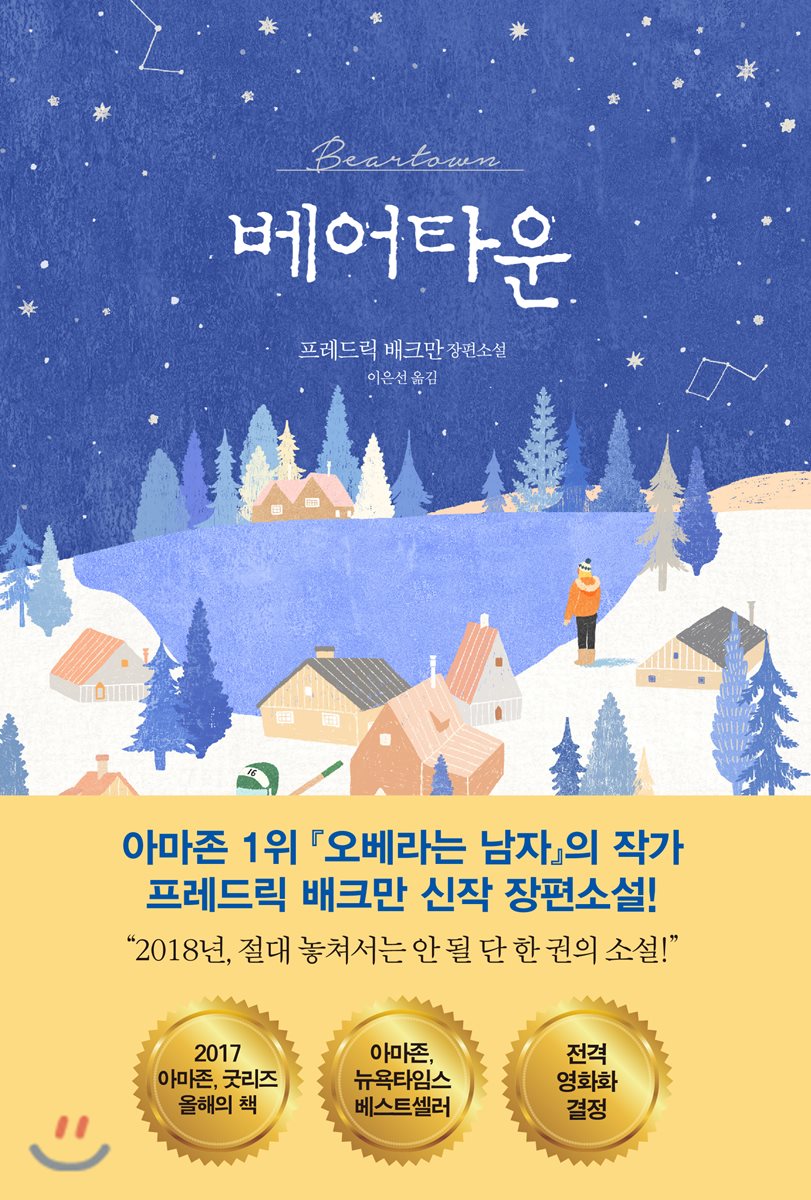 Beartown
베어타운
프레드릭 배크만 장편소설
이은선 옮김
16
아마존 1위 『오베라는 남자』의 작가
프레드릭 배크만 신작 장편소설!
“2018년, 절대 놓쳐서는 안 될 단 한 권의 소설!”
2017
아마존, 굿리즈
올해의 책
아마존,
뉴욕타임스
베스트셀러
전격
영화화
결정